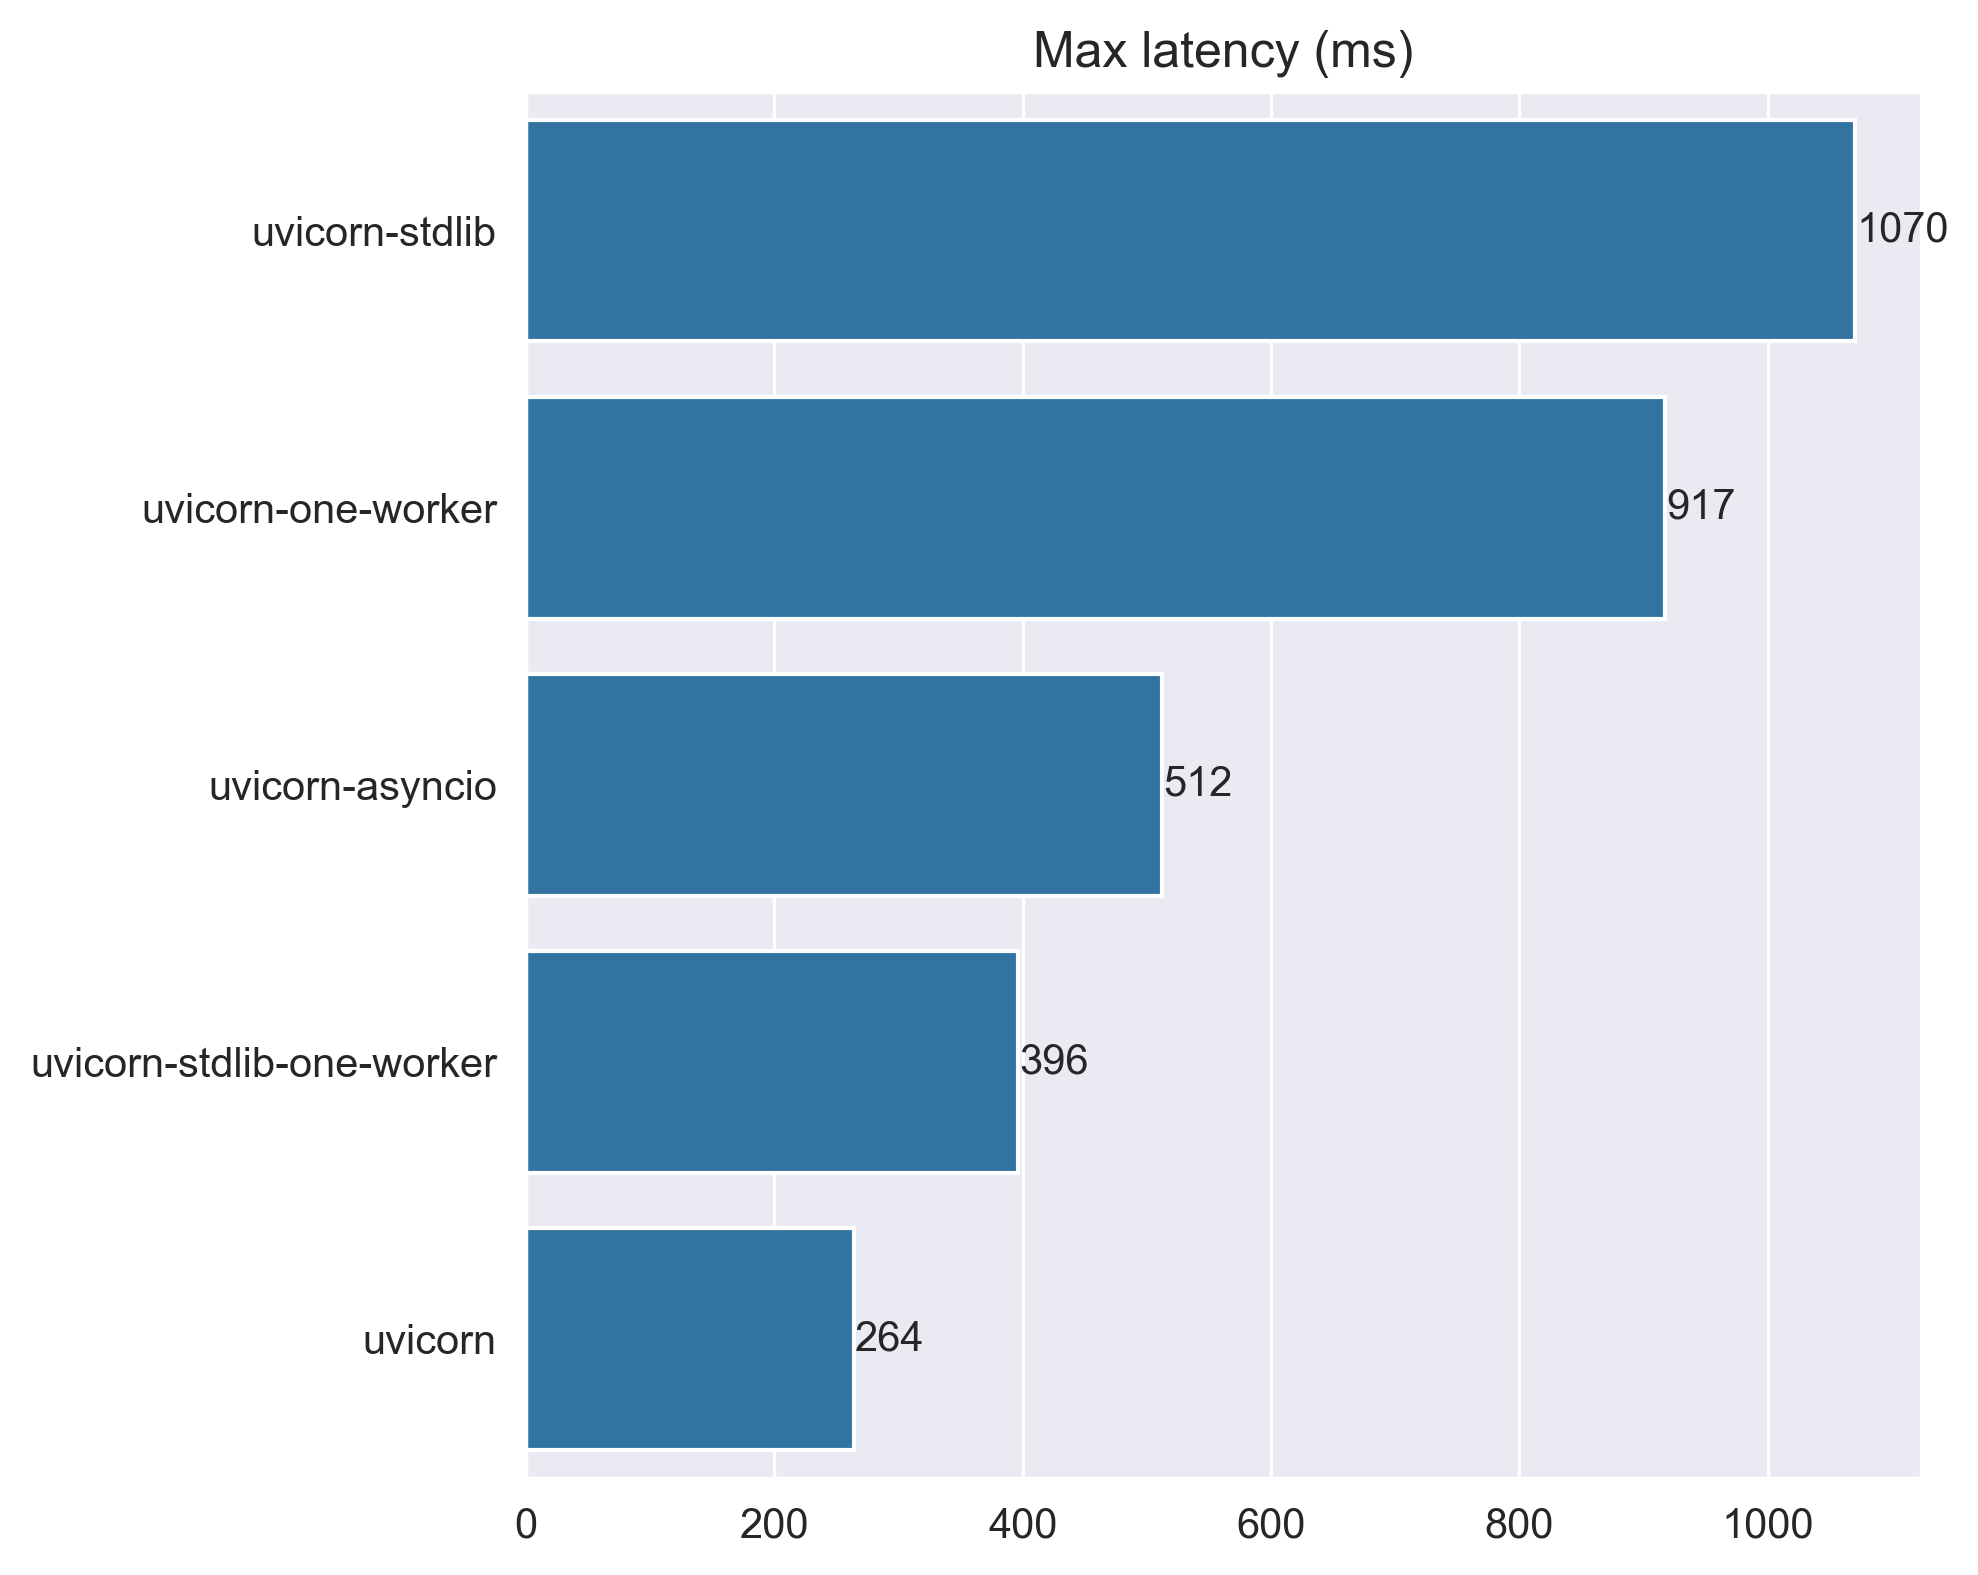 Max latency (ms)
uvicorn-stdlib
1070
uvicorn-one-worker
917
uvicorn-asyncio
512
uvicorn-stdlib-one-worker
396
uvicorn
264
0 200 400 600 800 1000